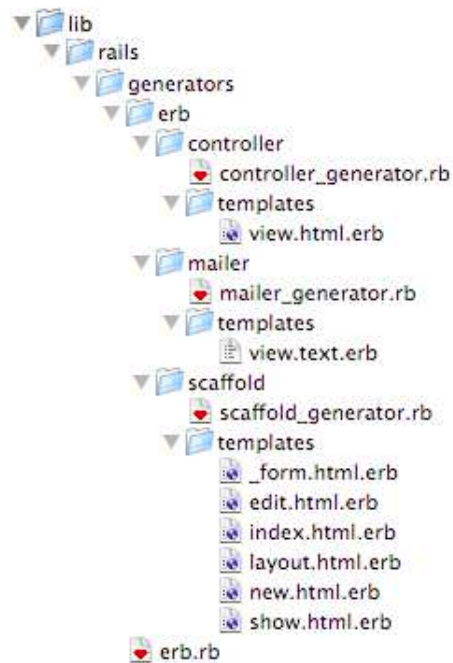 lib
rails
generators
erb
controller
controller_generator.rb
templates
view.html.erb
mailer
mailer_generator.rb
templates
view.text.erb
scaffold
scaffold_generator.rb
templates
_form.html.erb
edit.html.erb
index.html.erb
layout.html.erb
new.html.erb
show.html.erb
erb.rb